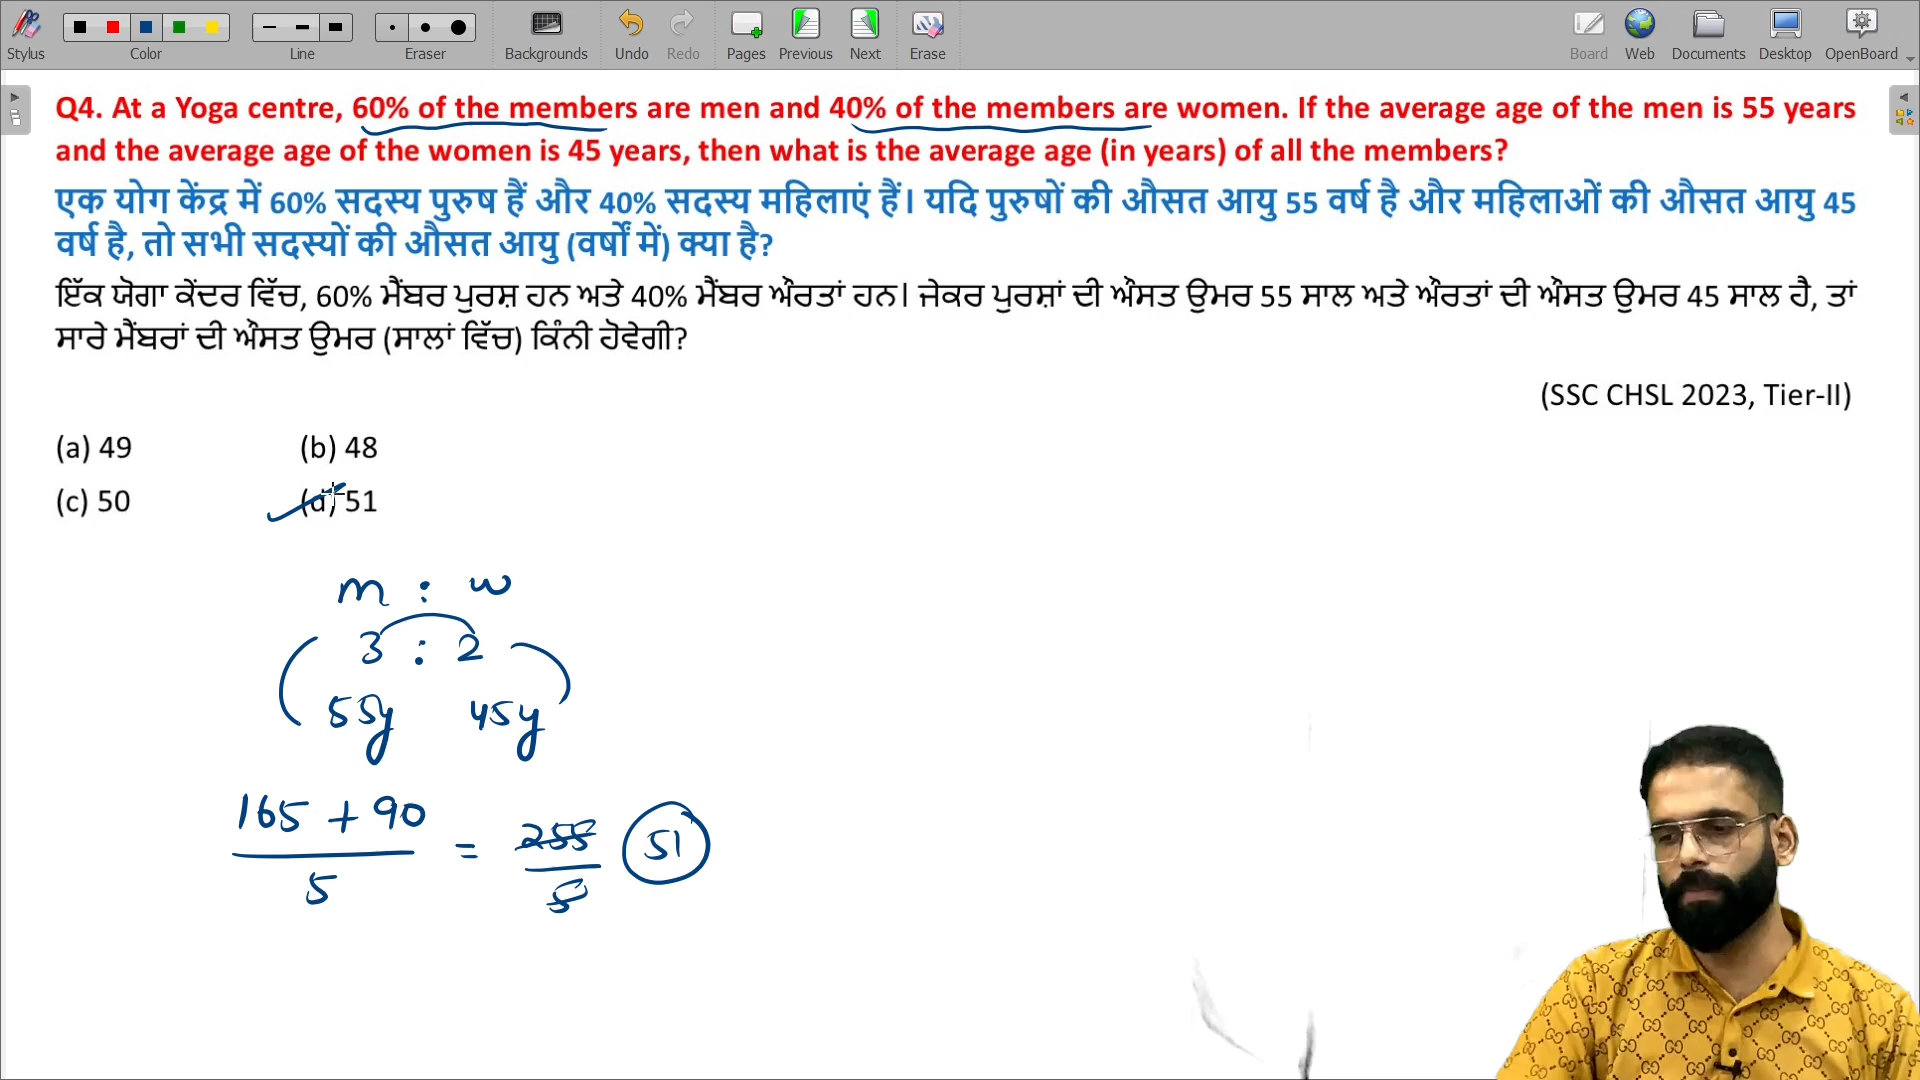 Stylus Color Line Eraser Backgrounds Undo Redo Pages Previous Next Erase Board Web Documents Desktop OpenBoard
Q4. At a Yoga centre, 60% of the members are men and 40% of the members are women. If the average age of the men is 55 years
and the average age of the women is 45 years, then what is the average age (in years) of all the members?
एक योग केंद्र में 60% सदस्य पुरुष हैं और 40% सदस्य महिलाएं हैं। यदि पुरुषों की औसत आयु 55 वर्ष है और महिलाओं की औसत आयु 45
वर्ष है, तो सभी सदस्यों की औसत आयु (वर्षों में) क्या है?
ਇੱਕ ਯੋਗਾ ਕੇਂਦਰ ਵਿੱਚ, 60% ਮੈਂਬਰ ਪੁਰਸ਼ ਹਨ ਅਤੇ 40% ਮੈਂਬਰ ਔਰਤਾਂ ਹਨ। ਜੇਕਰ ਪੁਰਸ਼ਾਂ ਦੀ ਔਸਤ ਉਮਰ 55 ਸਾਲ ਅਤੇ ਔਰਤਾਂ ਦੀ ਔਸਤ ਉਮਰ 45 ਸਾਲ ਹੈ, ਤਾਂ
ਸਾਰੇ ਮੈਂਬਰਾਂ ਦੀ ਔਸਤ ਉਮਰ (ਸਾਲਾਂ ਵਿੱਚ) ਕਿੰਨੀ ਹੋਵੇਗੀ?
(SSC CHSL 2023, Tier-II)
(a) 49 (b) 48
(c) 50 (d) 51
m : w
3 : 2
55y 45y
165 + 90
= 255 51
5 5